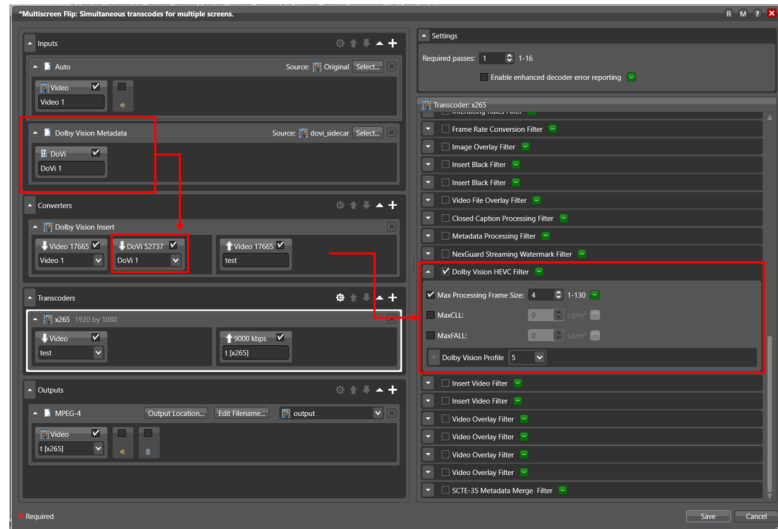 *Multiscreen Flip: Simultaneous transcodes for multiple screens.
R M ? X
Inputs
Auto Source: Original Select...
Video
Video 1
Dolby Vision Metadata Source: dovi_sidecar Select...
DoVi
DoVi 1
Converters
Dolby Vision Insert
Video 17665 DoVi 52737 Video 17665
Video 1 DoVi 1 test
Transcoders
x265 1920 by 1080
Video 9000 kbps
test t [x265]
Outputs
MPEG-4 Output Location... Edit Filename... output
Video
t [x265]
* Required
Settings
Required passes: 1 1-16
Enable enhanced decoder error reporting
Transcoder: x265
Interlacing Rates Filter
Frame Rate Conversion Filter
Image Overlay Filter
Insert Black Filter
Insert Black Filter
Video File Overlay Filter
Closed Caption Processing Filter
Metadata Processing Filter
NexGuard Streaming Watermark Filter
Dolby Vision HEVC Filter
Max Processing Frame Size: 4 1-130
MaxCLL: 0 cd/m²
MaxFALL: 0 cd/m²
Dolby Vision Profile 5
Insert Video Filter
Insert Video Filter
Video Overlay Filter
Video Overlay Filter
Video Overlay Filter
Video Overlay Filter
SCTE-35 Metadata Merge Filter
Save Cancel